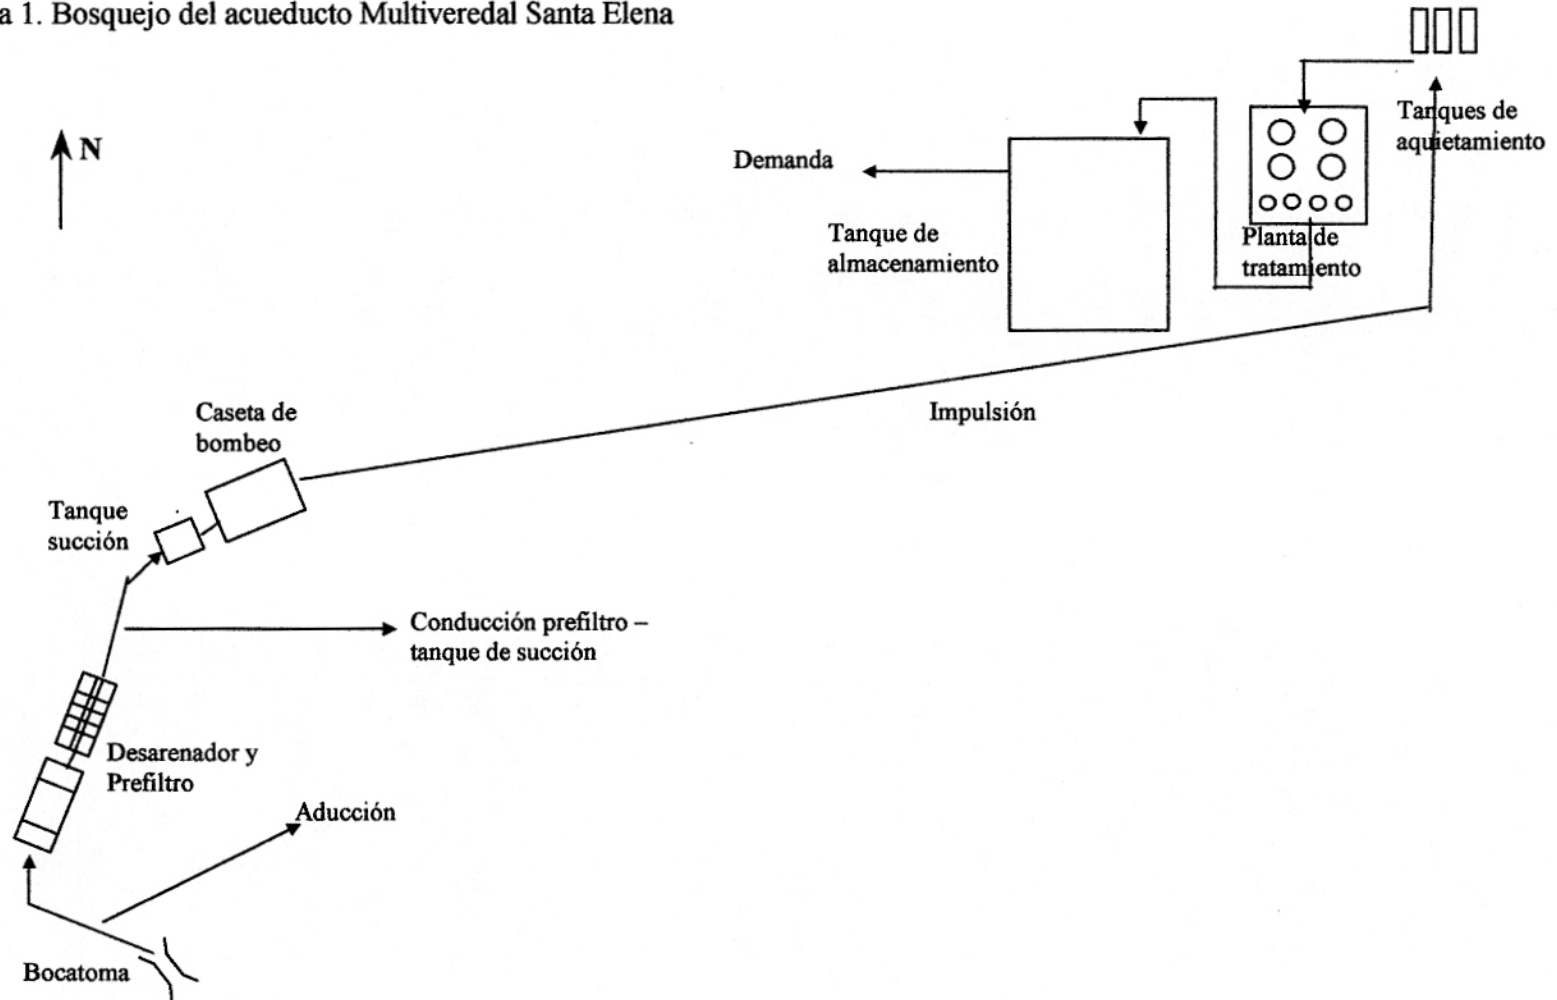 a 1. Bosquejo del acueducto Multiveredal Santa Elena
N
Tanques de
aquietamiento
Demanda
Tanque de
almacenamiento
Planta de
tratamiento
Impulsión
Caseta de
bombeo
Tanque
succión
Conducción prefiltro –
tanque de succión
Desarenador y
Prefiltro
Aducción
Bocatoma